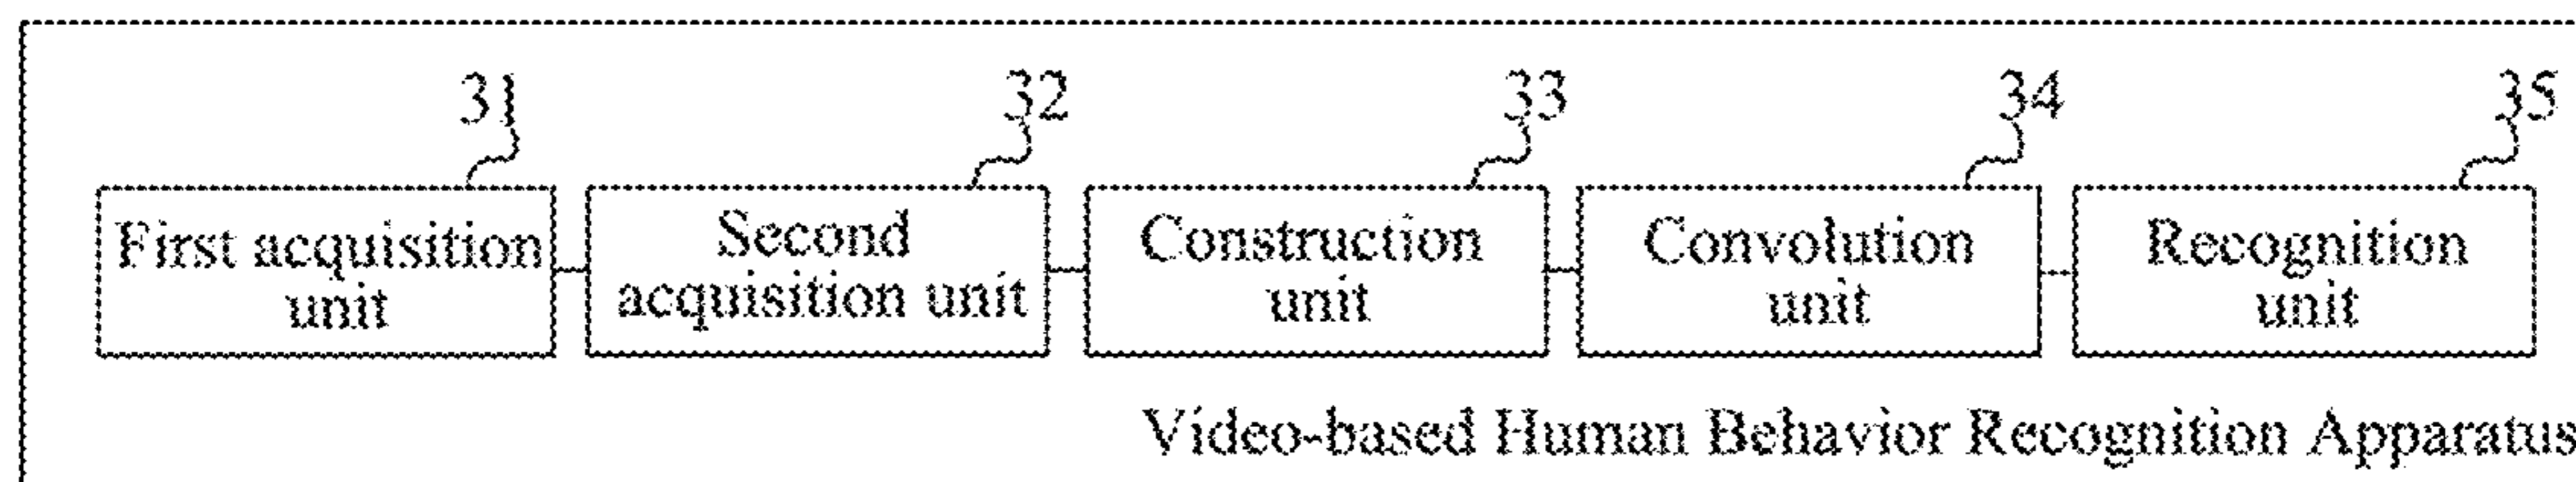 31 32 33 34 35
First acquisition
unit
Second
acquisition unit
Construction
unit
Convolution
unit
Recognition
unit
Video-based Human Behavior Recognition Apparatus